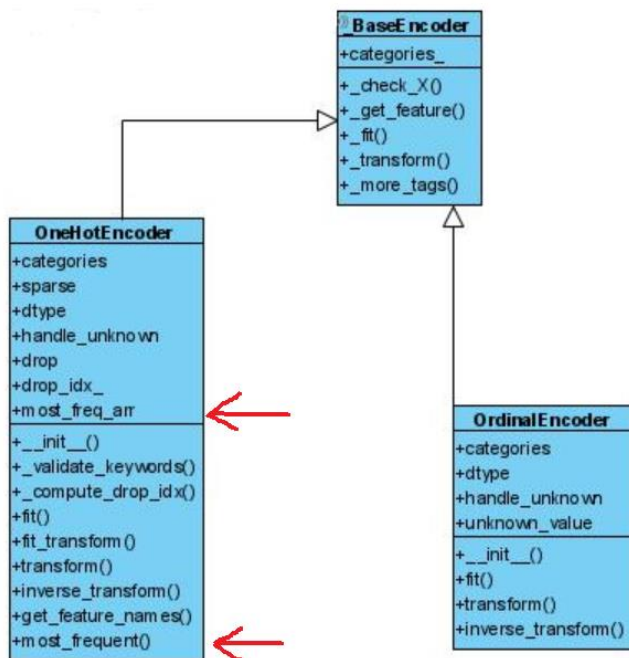 _BaseEncoder
+categories_
+_check_X()
+_get_feature()
+_fit()
+_transform()
+_more_tags()
OneHotEncoder
+categories
+sparse
+dtype
+handle_unknown
+drop
+drop_idx_
+most_freq_arr
+__init__()
+_validate_keywords()
+_compute_drop_idx()
+fit()
+fit_transform()
+transform()
+inverse_transform()
+get_feature_names()
+most_frequent()
OrdinalEncoder
+categories
+dtype
+handle_unknown
+unknown_value
+__init__()
+fit()
+transform()
+inverse_transform()